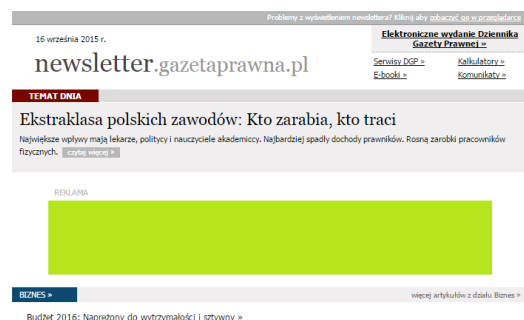 Problemy z wyświetleniem newslettera? Kliknij aby zobaczyć go w przeglądarce
16 września 2015 r.
newsletter.gazetaprawna.pl
Elektroniczne wydanie Dziennika
Gazety Prawnej »
Serwisy DGP »
Kalkulatory »
E-booki »
Komunikaty »
TEMAT DNIA
Ekstraklasa polskich zawodów: Kto zarabia, kto traci
Największe wpływy mają lekarze, politycy i nauczyciele akademiccy. Najbardziej spadły dochody prawników. Rosną zarobki pracowników
fizycznych. czytaj więcej »
REKLAMA
BIZNES »
więcej artykułów z działu Biznes »
Budżet 2016: Naprężony do wytrzymałości i sztywny »